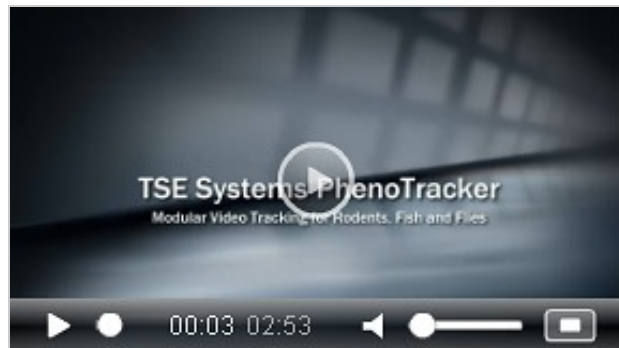 TSE Systems PhenoTracker
Modular Video Tracking for Rodents, Fish and Flies
00:03 02:53